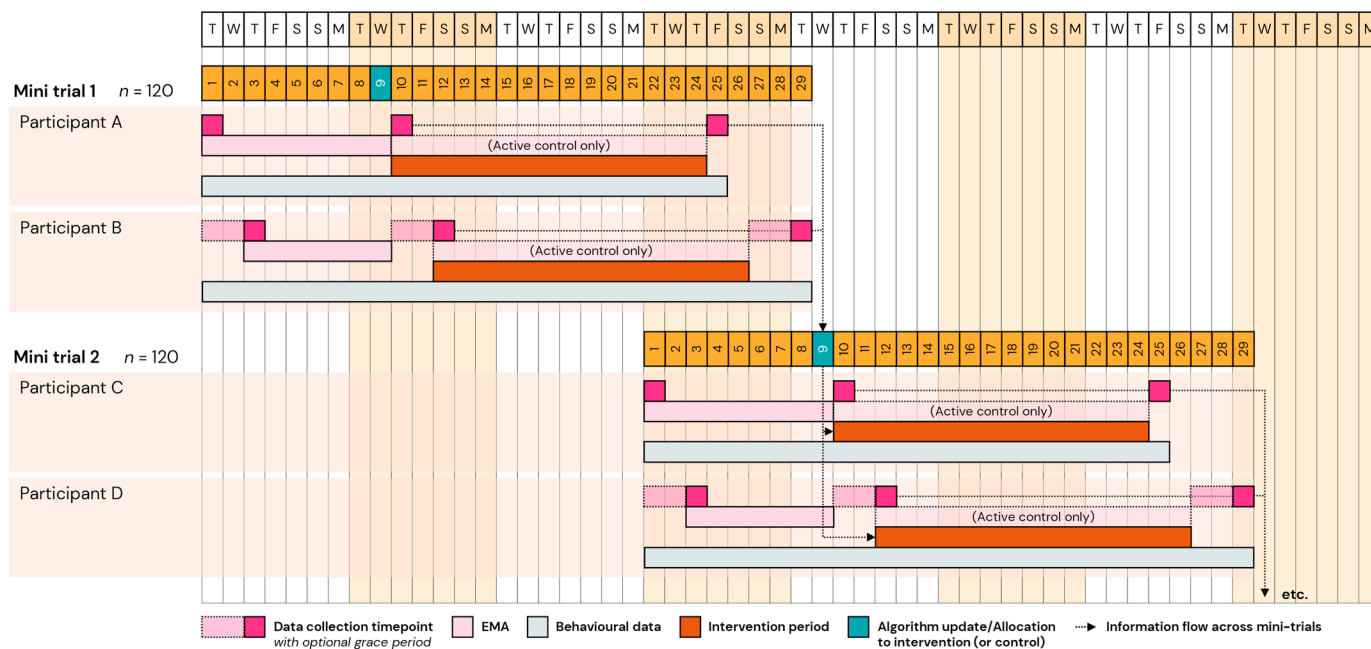 T W T F S S M T W T F S S M T W T F S S M T W T F S S M T W T F S S M T W T F S S M T W T F S S M T W T F S S M
Mini trial 1 n = 120 1 2 3 4 5 6 7 8 9 10 11 12 13 14 15 16 17 18 19 20 21 22 23 24 25 26 27 28 29
Participant A
(Active control only)
Participant B
(Active control only)
Mini trial 2 n = 120 1 2 3 4 5 6 7 8 9 10 11 12 13 14 15 16 17 18 19 20 21 22 23 24 25 26 27 28 29
Participant C
(Active control only)
Participant D
(Active control only)
etc.
Data collection timepoint
with optional grace period
EMA
Behavioural data
Intervention period
Algorithm update/Allocation
to intervention (or control)
Information flow across mini-trials